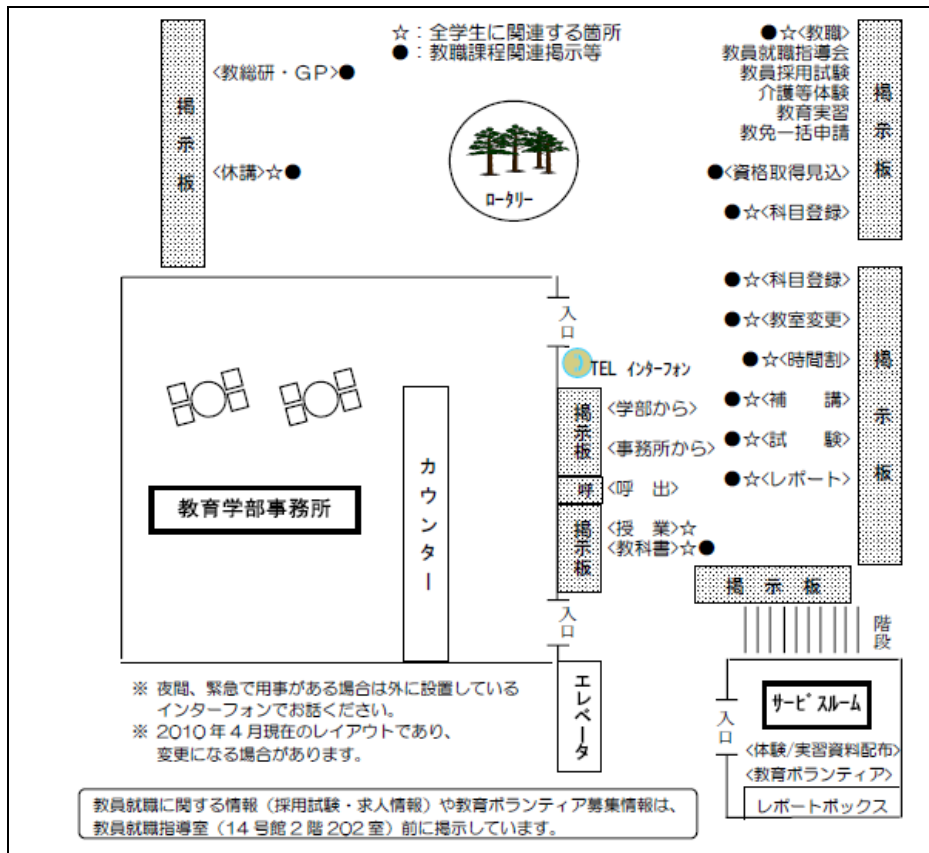 ☆：全学生に関連する箇所
●：教職課程関連掲示等
掲示板
<教総研・ＧＰ>●
<休講>☆●
ロータリー
●☆<教職>
教員就職指導会
教員採用試験
介護等体験
教育実習
教免一括申請
●<資格取得見込>
●☆<科目登録>
掲示板
●☆<科目登録>
●☆<教室変更>
●☆<時間割>
●☆<補　講>
●☆<試　験>
●☆<レポート>
掲示板
入口
TEL インターフォン
掲示板
<学部から>
<事務所から>
呼
<呼　出>
掲示板
<授　業>☆
<教科書>☆●
カウンター
教育学部事務所
入口
エレベータ
掲示板
階段
サービスルーム
入口
<体験/実習資料配布>
<教育ボランティア>
レポートボックス
※ 夜間、緊急で用事がある場合は外に設置している
インターフォンでお話ください。
※ 2010年4月現在のレイアウトであり、
変更になる場合があります。
教員就職に関する情報（採用試験・求人情報）や教育ボランティア募集情報は、
教員就職指導室（14号館2階202室）前に掲示しています。